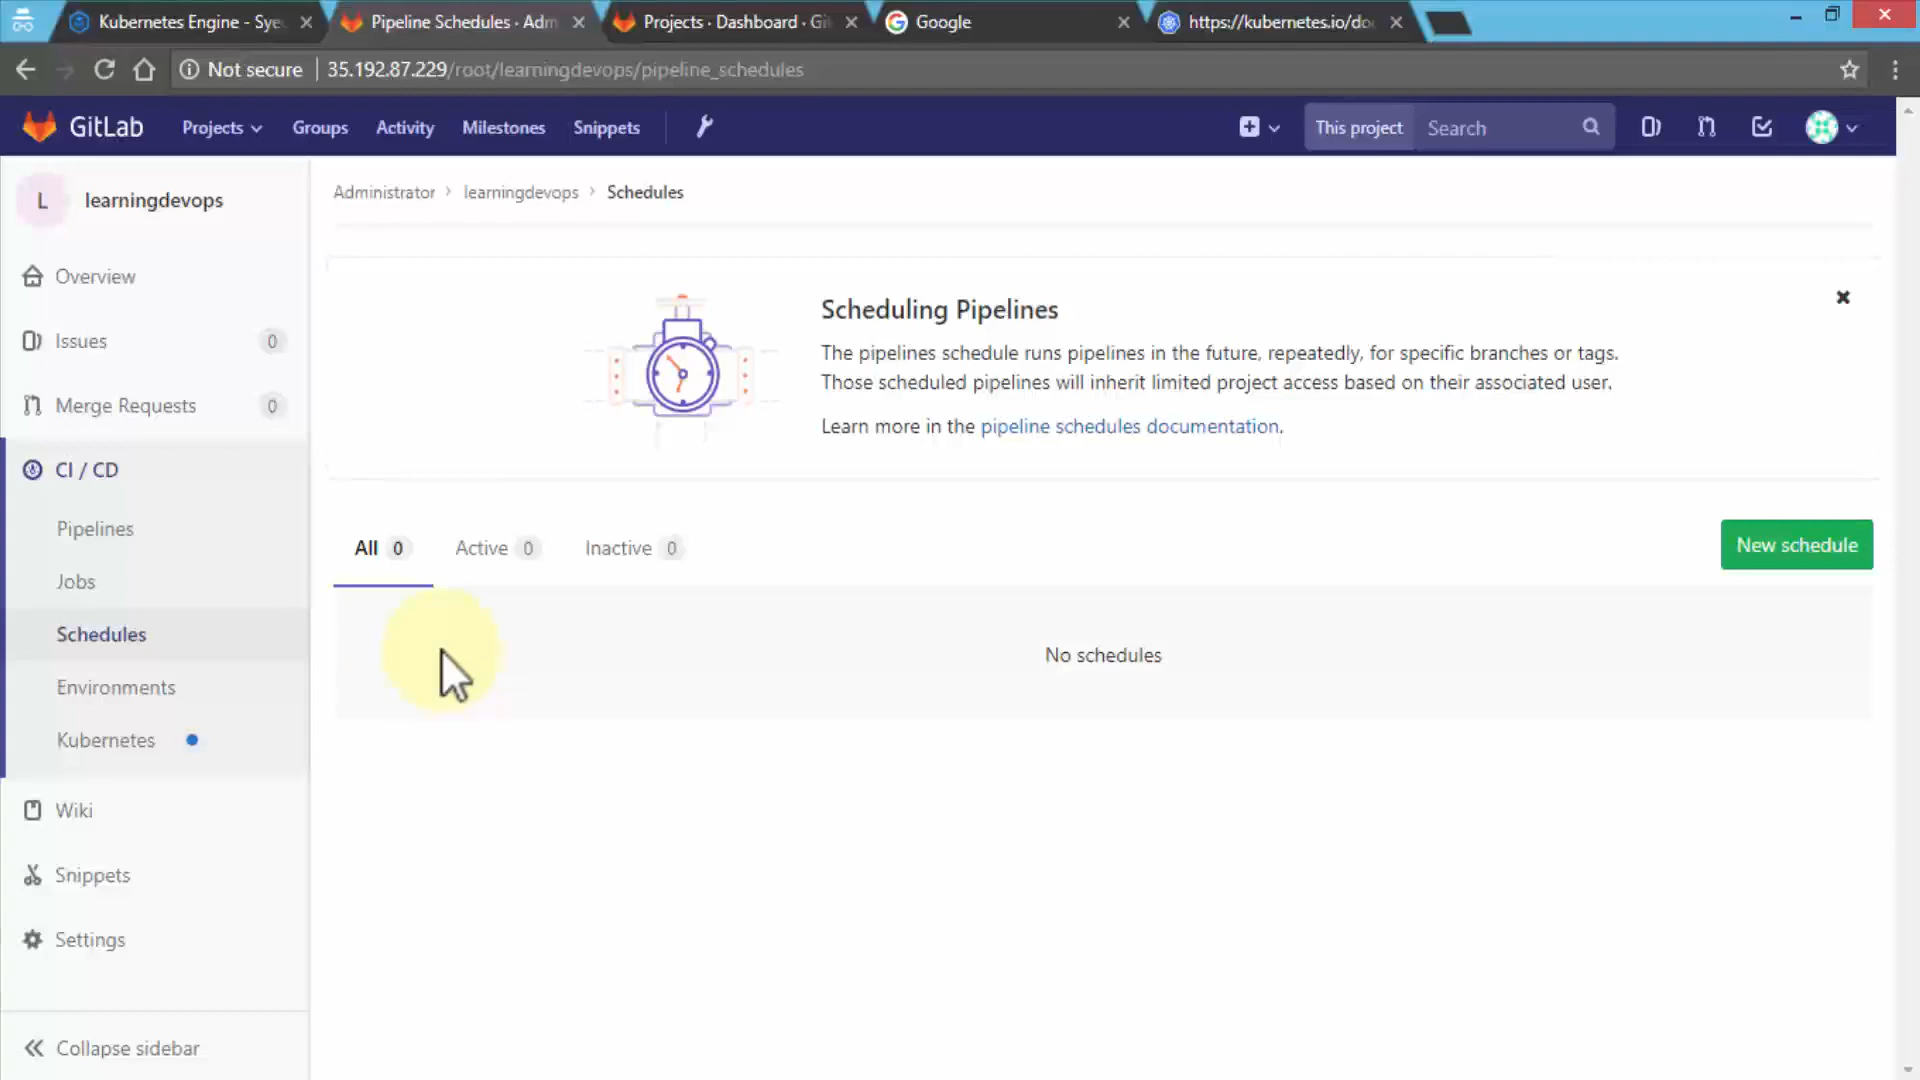 Kubernetes Engine - Sye
Pipeline Schedules · Adm
Projects · Dashboard · Gi
Google
https://kubernetes.io/do
Not secure
35.192.87.229/root/learningdevops/pipeline_schedules
GitLab
Projects
Groups
Activity
Milestones
Snippets
This project
Search
L
learningdevops
Administrator
learningdevops
Schedules
Overview
Issues 0
Merge Requests 0
CI / CD
Pipelines
Jobs
Schedules
Environments
Kubernetes
Wiki
Snippets
Settings
Collapse sidebar
Scheduling Pipelines
The pipelines schedule runs pipelines in the future, repeatedly, for specific branches or tags.
Those scheduled pipelines will inherit limited project access based on their associated user.
Learn more in the pipeline schedules documentation.
All 0
Active 0
Inactive 0
New schedule
No schedules